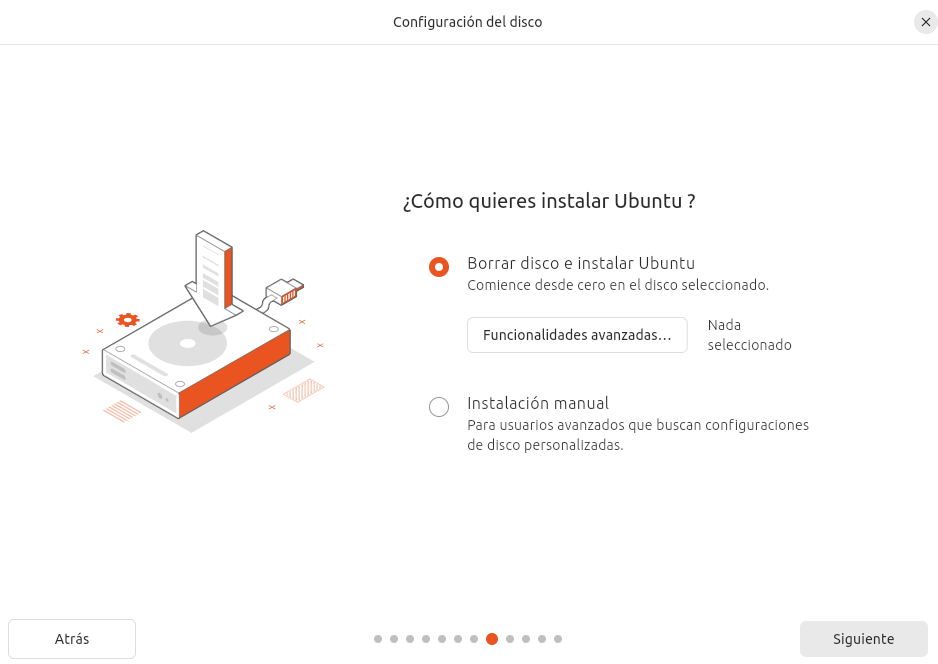 Configuración del disco
¿Cómo quieres instalar Ubuntu ?
Borrar disco e instalar Ubuntu
Comience desde cero en el disco seleccionado.
Funcionalidades avanzadas...
Nada
seleccionado
Instalación manual
Para usuarios avanzados que buscan configuraciones
de disco personalizadas.
Atrás
Siguiente